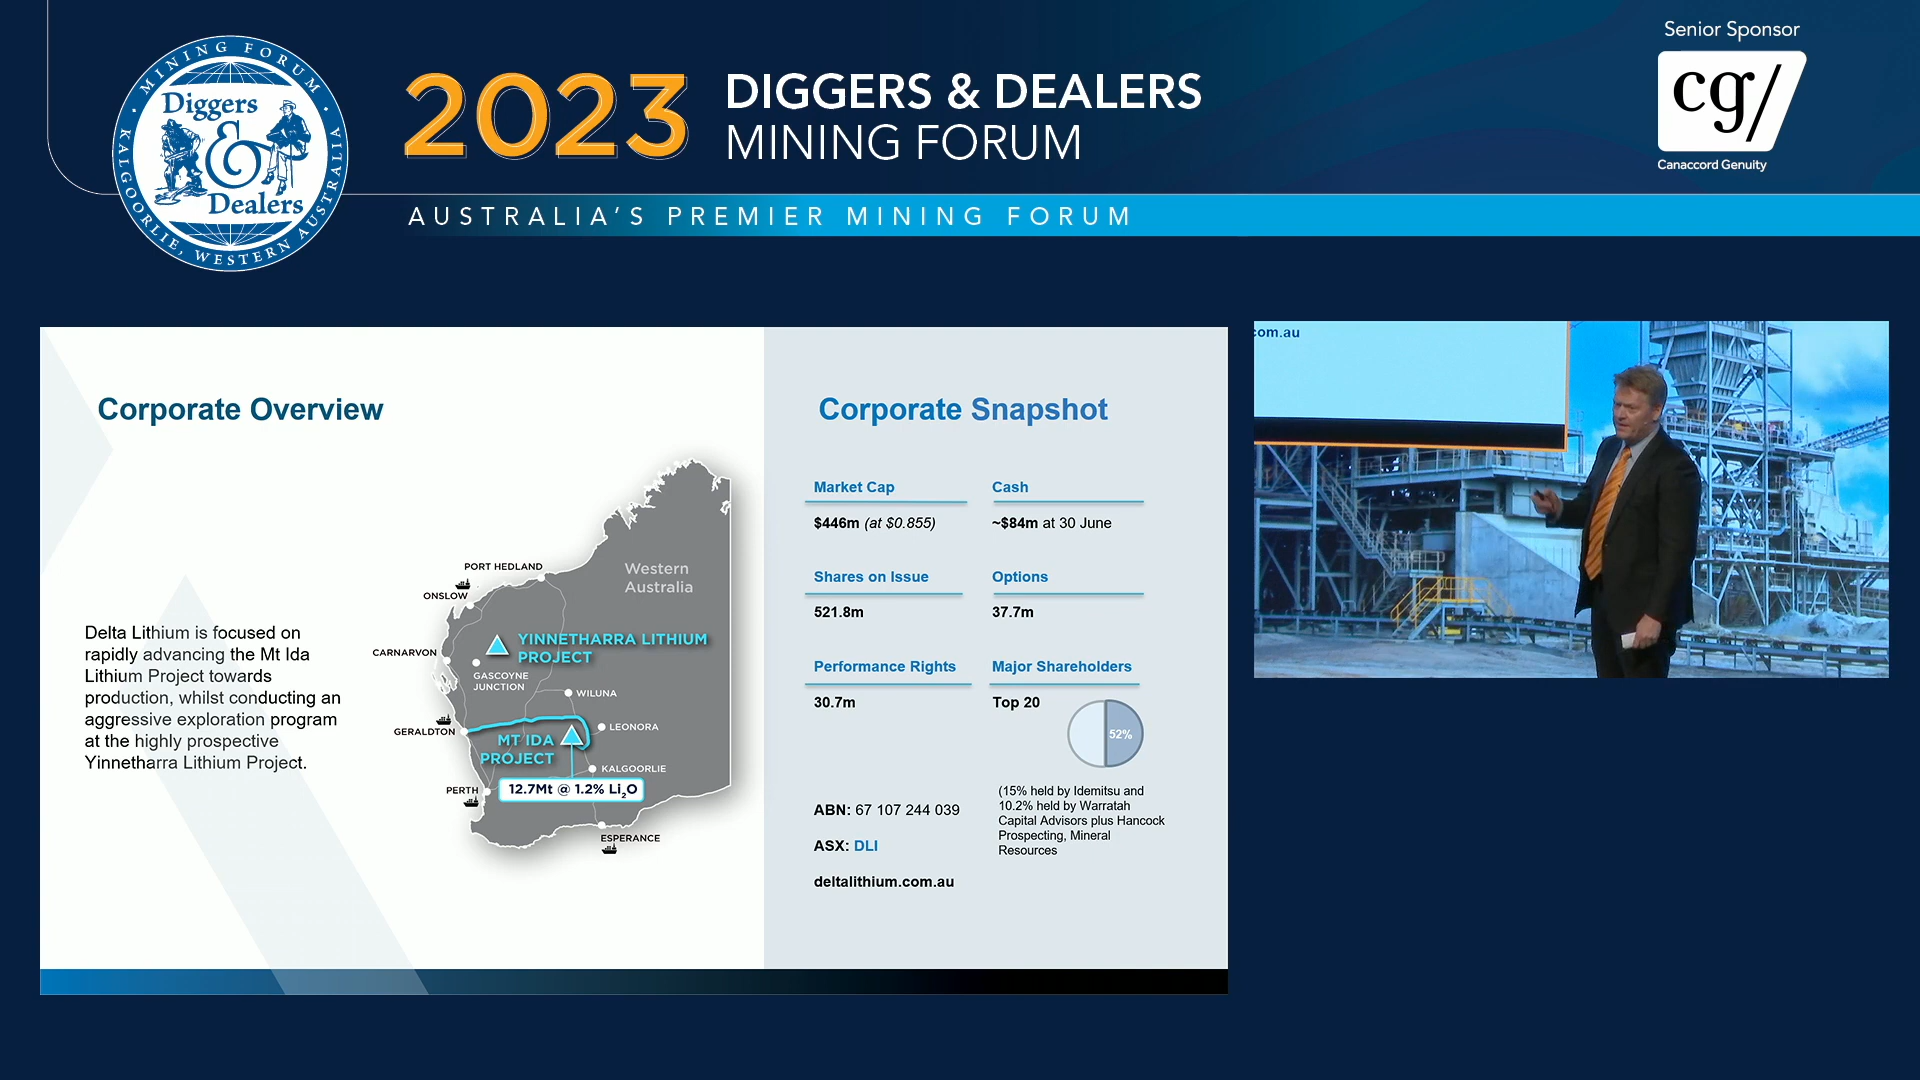 MINING FORUM
Diggers
&
Dealers
KALGOORLIE, WESTERN AUSTRALIA
2023
DIGGERS & DEALERS
MINING FORUM
AUSTRALIA'S PREMIER MINING FORUM
Senior Sponsor
cg/
Canaccord Genuity
Corporate Overview
Delta Lithium is focused on
rapidly advancing the Mt Ida
Lithium Project towards
production, whilst conducting an
aggressive exploration program
at the highly prospective
Yinnetharra Lithium Project.
Western
Australia
PORT HEDLAND
ONSLOW
YINNETHARRA LITHIUM
PROJECT
CARNARVON
GASCOYNE
JUNCTION
WILUNA
GERALDTON
LEONORA
MT IDA
PROJECT
KALGOORLIE
PERTH
12.7Mt @ 1.2% Li₂O
ESPERANCE
Corporate Snapshot
Market Cap
$446m (at $0.855)
Cash
~$84m at 30 June
Shares on Issue
521.8m
Options
37.7m
Performance Rights
30.7m
Major Shareholders
Top 20
52%
(15% held by Idemitsu and
10.2% held by Warratah
Capital Advisors plus Hancock
Prospecting, Mineral
Resources
ABN: 67 107 244 039
ASX: DLI
deltalithium.com.au
com.au